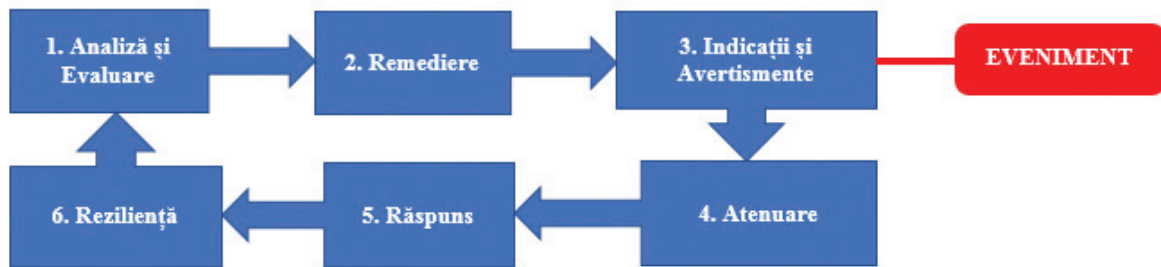 1. Analiză și
Evaluare
2. Remediere
3. Indicații și
Avertismente
EVENIMENT
4. Atenuare
5. Răspuns
6. Reziliență